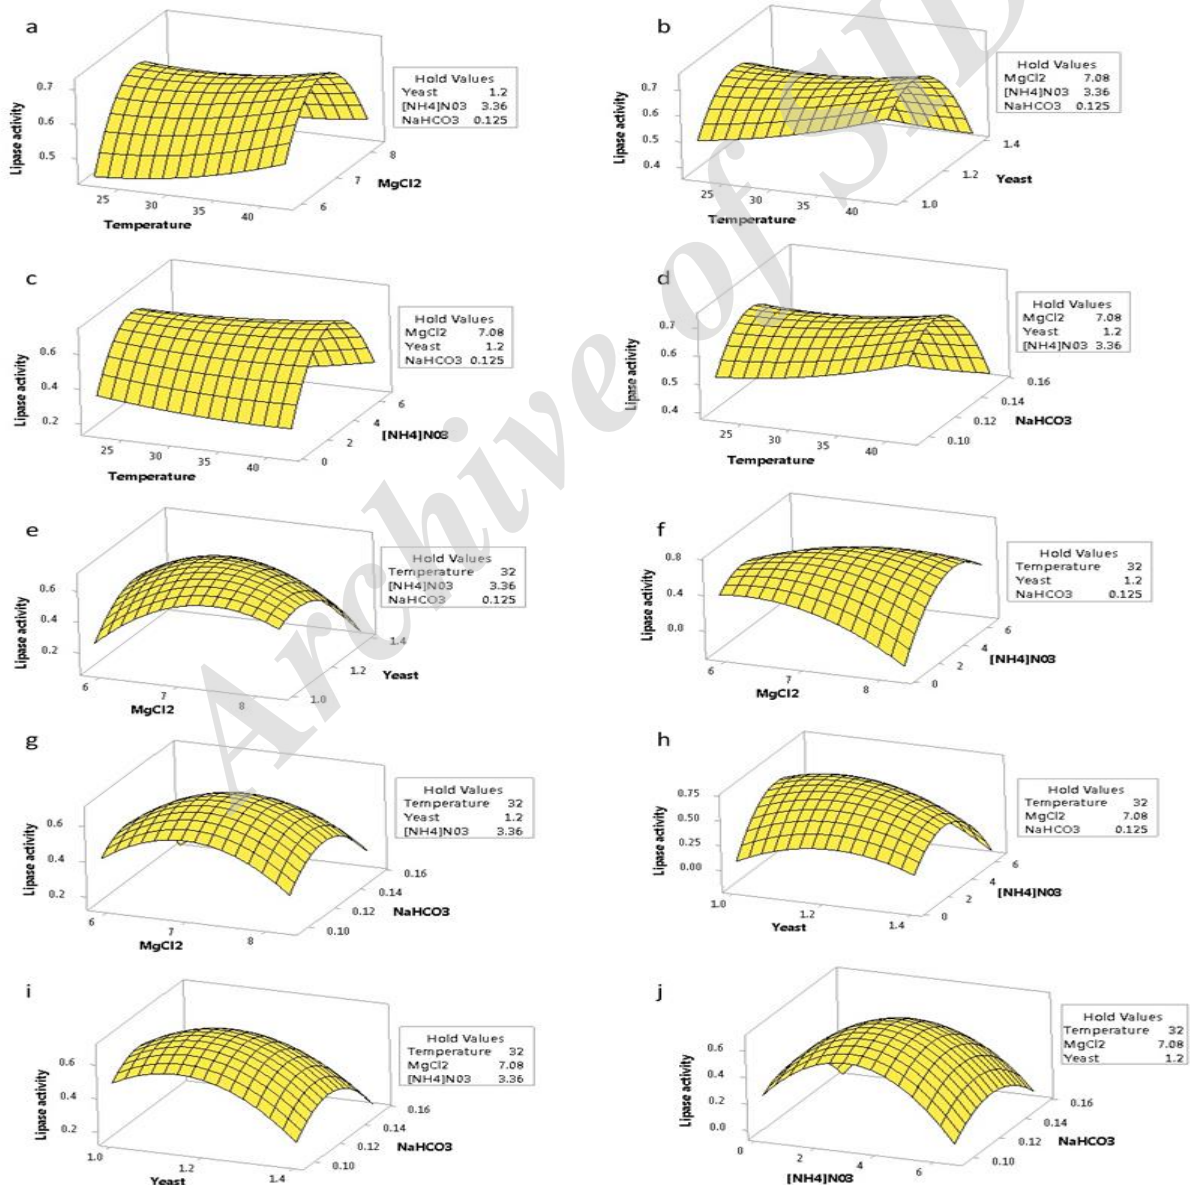 a
Lipase activity
0.7
0.6
0.5
25
30
35
40
Temperature
6
7
8
MgCl2
Hold Values
Yeast 1.2
[NH4]N03 3.36
NaHCO3 0.125
b
Lipase activity
0.7
0.6
0.5
0.4
25
30
35
40
Temperature
1.0
1.2
1.4
Yeast
Hold Values
MgCl2 7.08
[NH4]N03 3.36
NaHCO3 0.125
c
Lipase activity
0.6
0.4
0.2
25
30
35
40
Temperature
0
2
4
6
[NH4]N03
Hold Values
MgCl2 7.08
Yeast 1.2
NaHCO3 0.125
d
Lipase activity
0.7
0.6
0.5
0.4
25
30
35
40
Temperature
0.10
0.12
0.14
0.16
NaHCO3
Hold Values
MgCl2 7.08
Yeast 1.2
[NH4]N03 3.36
e
Lipase activity
0.6
0.4
0.2
6
7
8
MgCl2
1.0
1.2
1.4
Yeast
Hold Values
Temperature 32
[NH4]N03 3.36
NaHCO3 0.125
f
Lipase activity
0.8
0.4
0.0
6
7
8
MgCl2
0
2
4
6
[NH4]N03
Hold Values
Temperature 32
Yeast 1.2
NaHCO3 0.125
g
Lipase activity
0.6
0.4
0.2
6
7
8
MgCl2
0.10
0.12
0.14
0.16
NaHCO3
Hold Values
Temperature 32
Yeast 1.2
[NH4]N03 3.36
h
Lipase activity
0.75
0.50
0.25
0.00
1.0
1.2
1.4
Yeast
0
2
4
6
[NH4]N03
Hold Values
Temperature 32
MgCl2 7.08
NaHCO3 0.125
i
Lipase activity
0.6
0.4
0.2
1.0
1.2
1.4
Yeast
0.10
0.12
0.14
0.16
NaHCO3
Hold Values
Temperature 32
MgCl2 7.08
[NH4]N03 3.36
j
Lipase activity
0.6
0.4
0.2
0.0
0
2
4
6
[NH4]N03
0.10
0.12
0.14
0.16
NaHCO3
Hold Values
Temperature 32
MgCl2 7.08
Yeast 1.2
Archive of SID